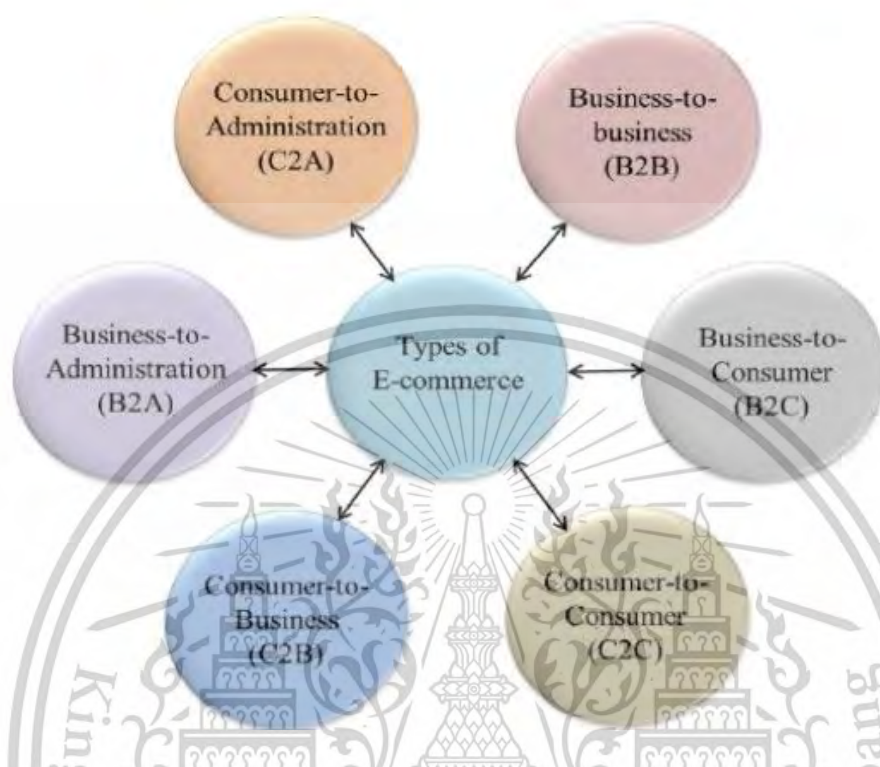 Consumer-to-
Administration
(C2A)
Business-to-
business
(B2B)
Business-to-
Administration
(B2A)
Types of
E-commerce
Business-to-
Consumer
(B2C)
Consumer-to-
Business
(C2B)
Consumer-to-
Consumer
(C2C)